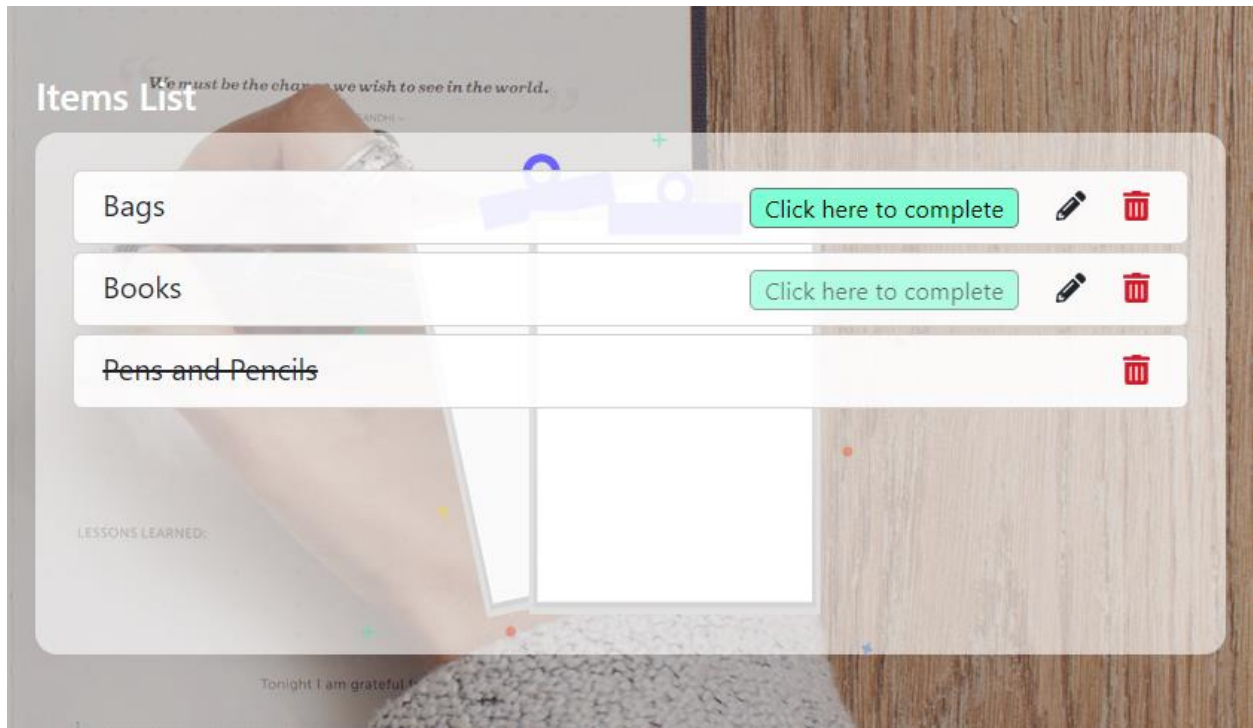 We must be the change we wish to see in the world.
Items List
Bags
Click here to complete
Books
Click here to complete
Pens and Pencils
LESSONS LEARNED:
Tonight I am grateful